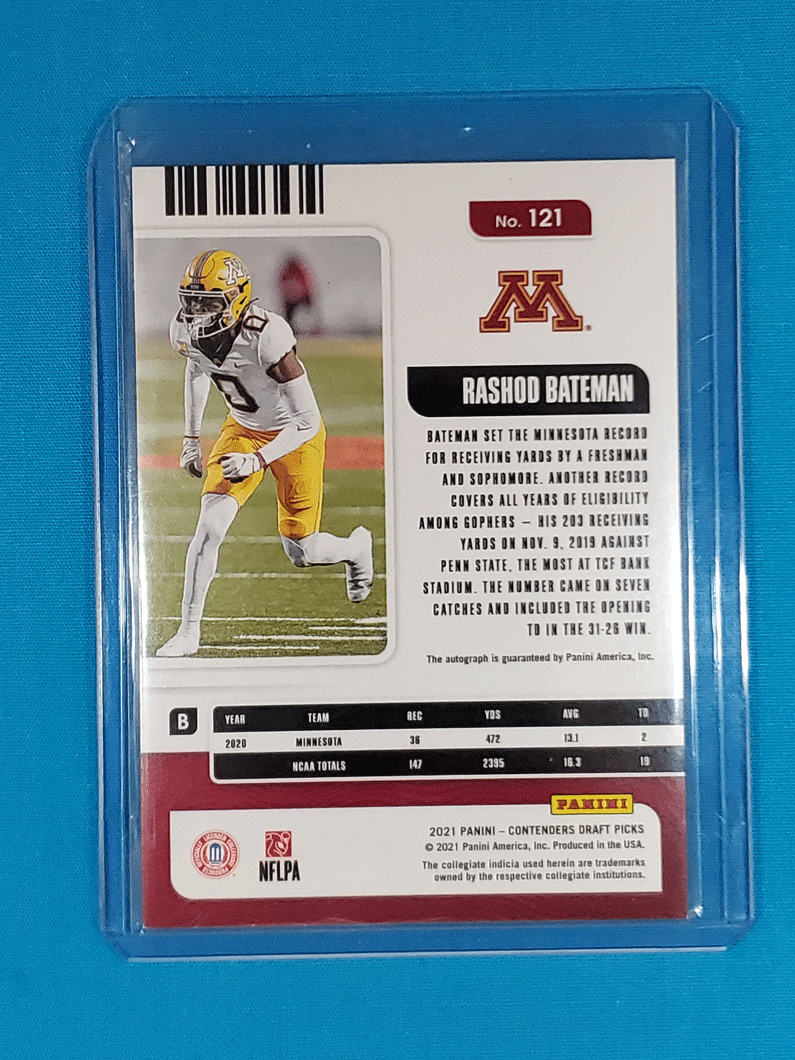 No. 121
M
RASHOD BATEMAN
BATEMAN SET THE MINNESOTA RECORD
FOR RECEIVING YARDS BY A FRESHMAN
AND SOPHOMORE. ANOTHER RECORD
COVERS ALL YEARS OF ELIGIBILITY
AMONG GOPHERS – HIS 203 RECEIVING
YARDS ON NOV. 9, 2019 AGAINST
PENN STATE, THE MOST AT TCF BANK
STADIUM. THE NUMBER CAME ON SEVEN
CATCHES AND INCLUDED THE OPENING
TD IN THE 31-26 WIN.
The autograph is guaranteed by Panini America, Inc.
M
0
0
B
YEAR TEAM REC YDS AVG TD
2020 MINNESOTA 36 472 13.1 2
NCAA TOTALS 147 2395 16.3 19
PANINI
2021 PANINI – CONTENDERS DRAFT PICKS
© 2021 Panini America, Inc. Produced in the USA.
The collegiate indicia used herein are trademarks
owned by the respective collegiate institutions.
OFFICIALLY LICENSED COLLEGIATE PRODUCTS
NFLPA